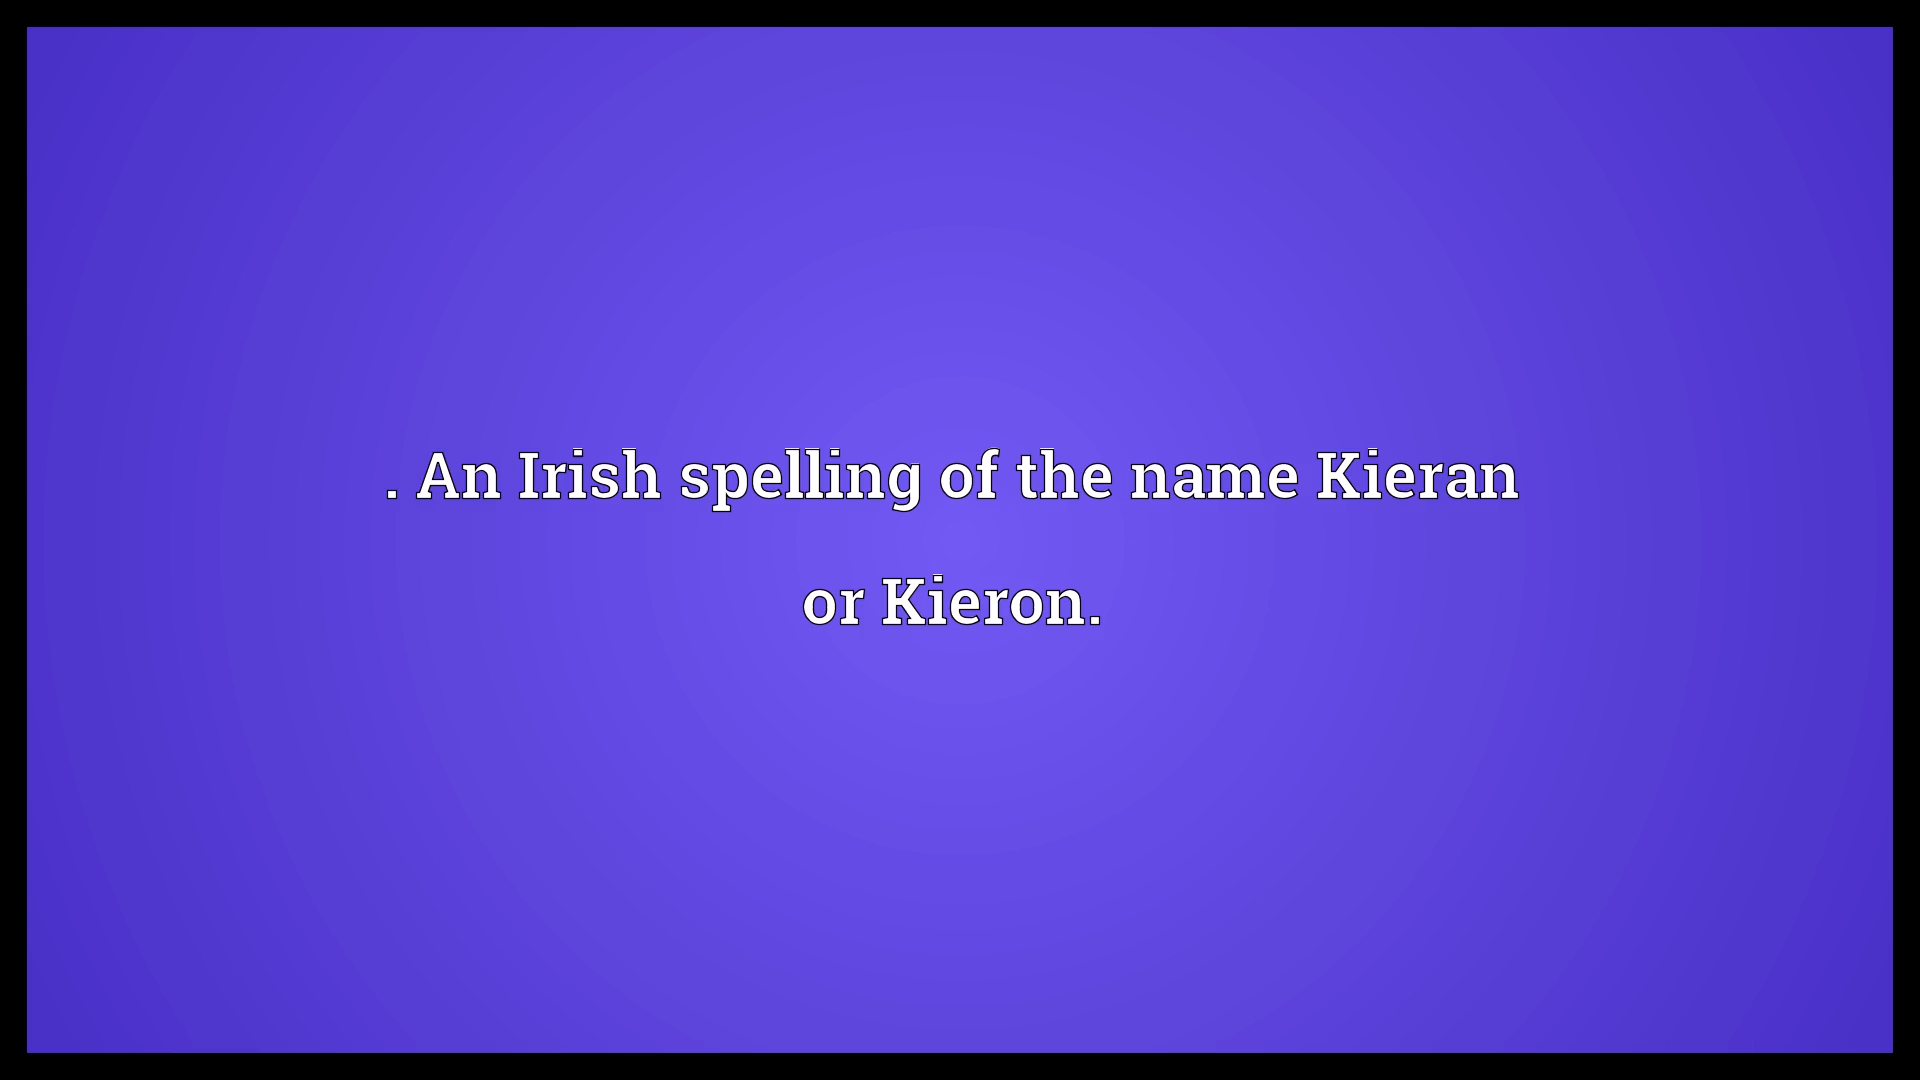 . An Irish spelling of the name Kieran
or Kieron.